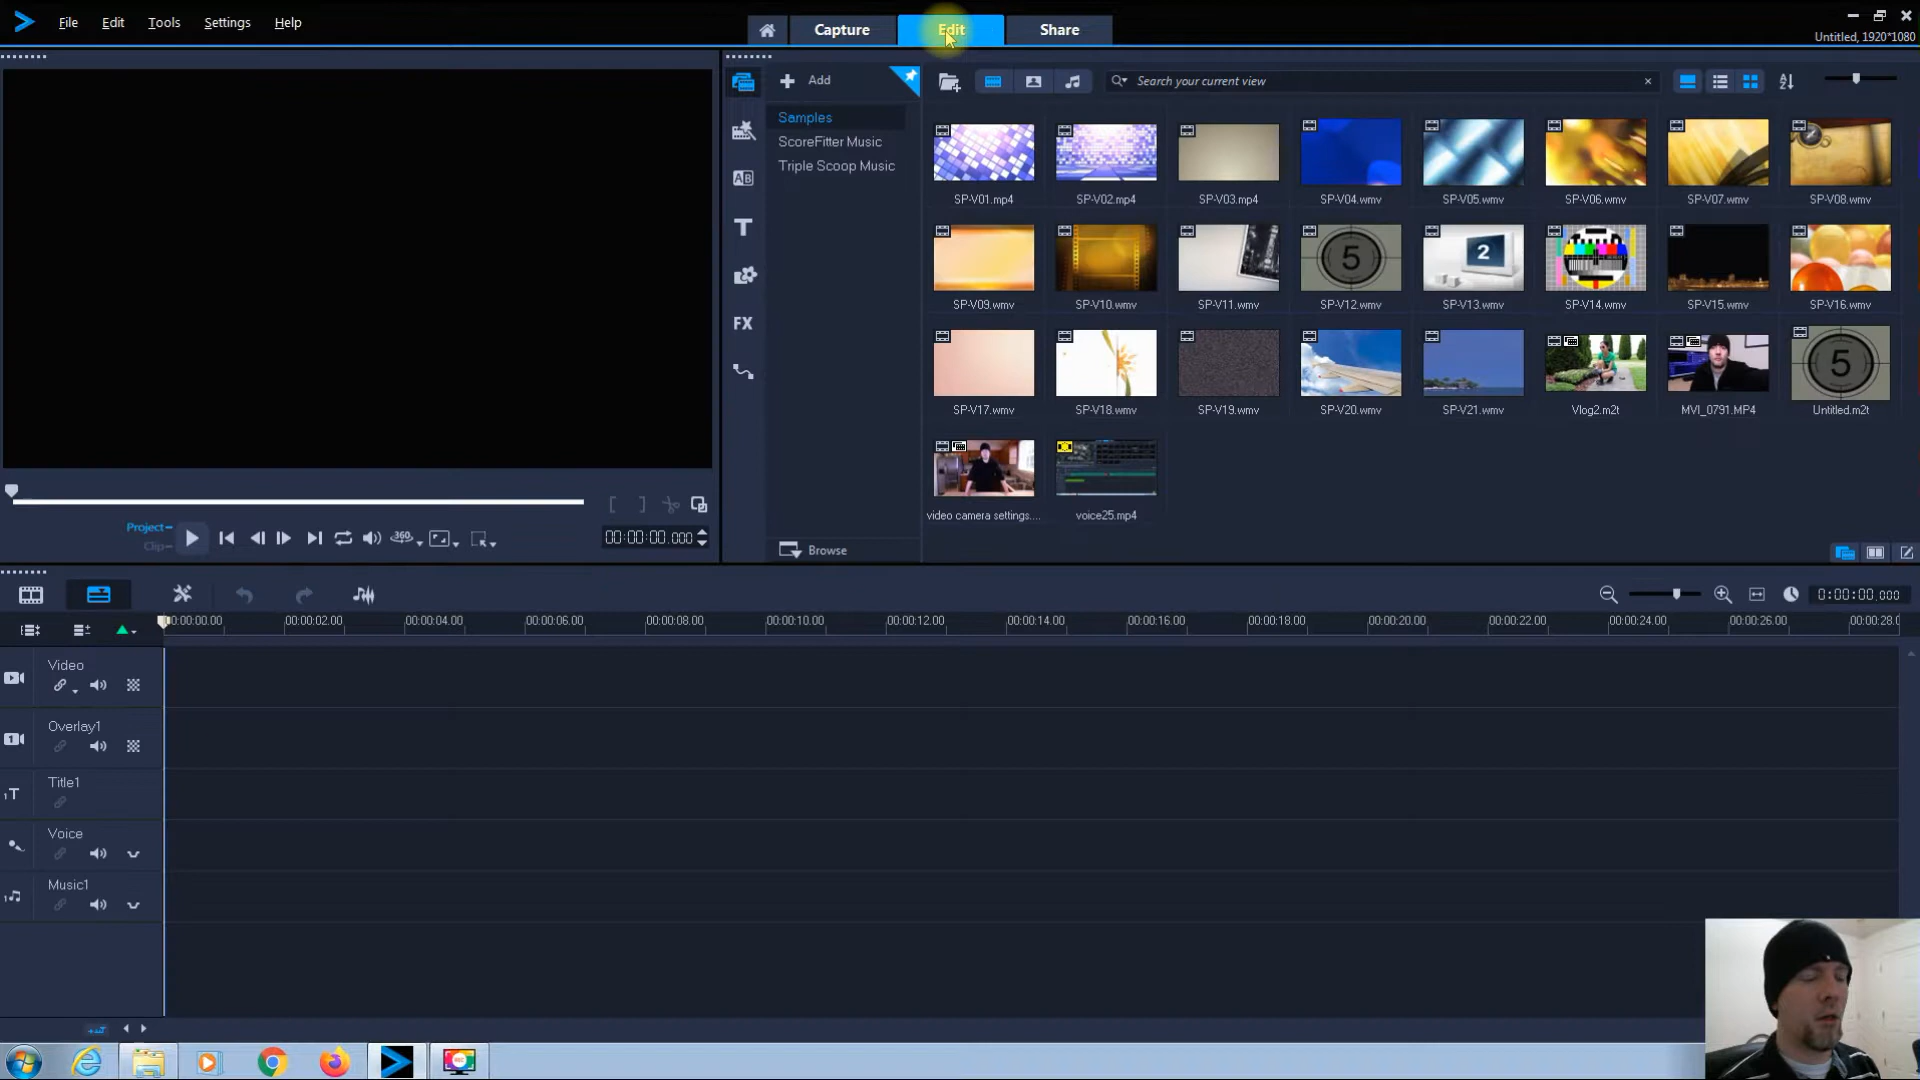 File Edit Tools Settings Help
Capture Edit Share
Untitled, 1920*1080
Add
Search your current view
Samples
ScoreFitter Music
Triple Scoop Music
SP-V01.mp4 SP-V02.mp4 SP-V03.mp4 SP-V04.wmv SP-V05.wmv SP-V06.wmv SP-V07.wmv SP-V08.wmv
5 2
SP-V09.wmv SP-V10.wmv SP-V11.wmv SP-V12.wmv SP-V13.wmv SP-V14.wmv SP-V15.wmv SP-V16.wmv
5
SP-V17.wmv SP-V18.wmv SP-V19.wmv SP-V20.wmv SP-V21.wmv Vlog2.m2t MVI_0791.MP4 Untitled.m2t
video camera settings.... voice25.mp4
AB
T
FX
Browse
Project
Clip
360
00:00:00.000
0:00:00.000
00:00:00.00 00:00:02.00 00:00:04.00 00:00:06.00 00:00:08.00 00:00:10.00 00:00:12.00 00:00:14.00 00:00:16.00 00:00:18.00 00:00:20.00 00:00:22.00 00:00:24.00 00:00:26.00 00:00:28.0
Video
Overlay1
1
Title1
1T
Voice
Music1
1